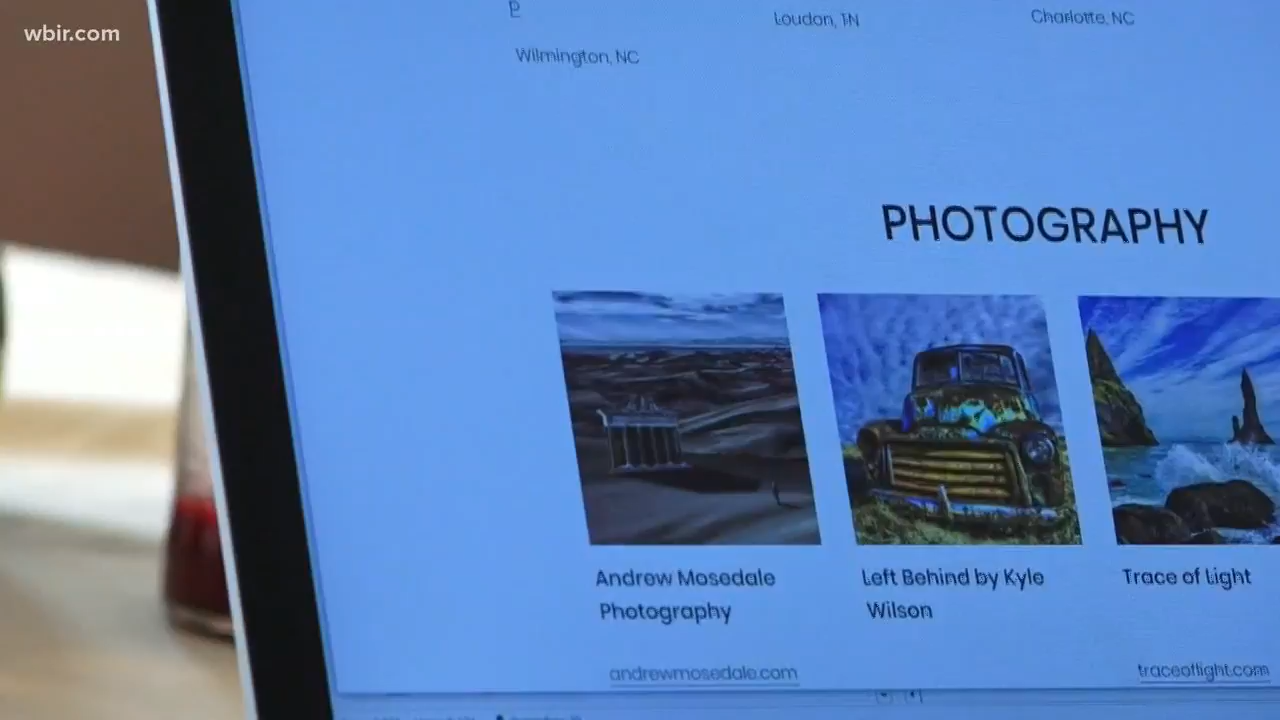 wbir.com
Loudon, TN
Charlotte, NC
Wilmington, NC
PHOTOGRAPHY
Andrew Mosedale
Photography
Left Behind by Kyle
Wilson
Trace of Light
andrewmosedale.com
traceoflight.com